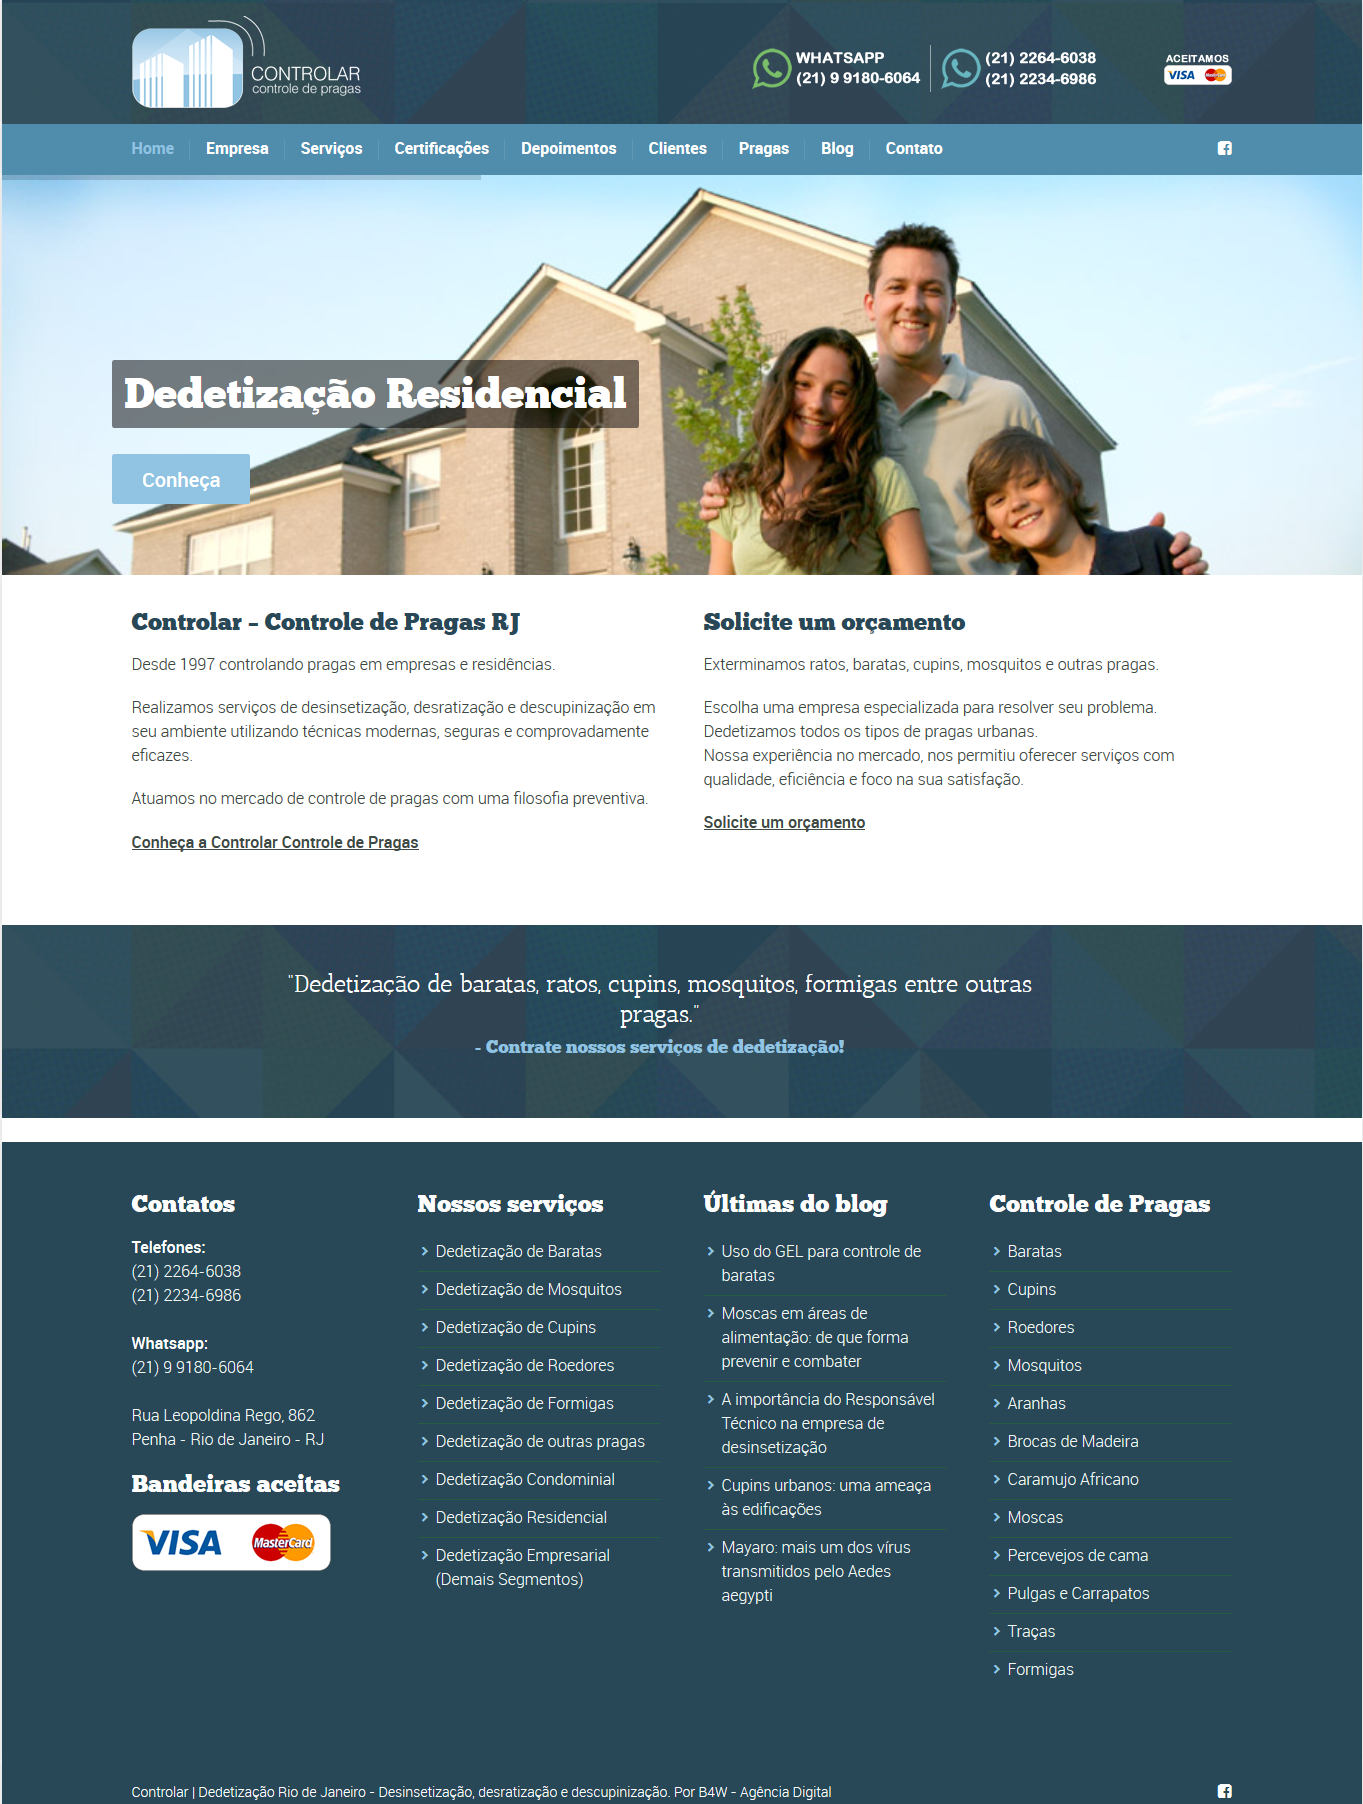 CONTROLAR
controle de pragas
WHATSAPP
(21) 9 9180-6064
(21) 2264-6038
(21) 2234-6986
ACEITAMOS
VISA MasterCard
Home Empresa Serviços Certificações Depoimentos Clientes Pragas Blog Contato
Dedetização Residencial
Conheça
Controlar – Controle de Pragas RJ
Desde 1997 controlando pragas em empresas e residências.
Realizamos serviços de desinsetização, desratização e descupinização em
seu ambiente utilizando técnicas modernas, seguras e comprovadamente
eficazes.
Atuamos no mercado de controle de pragas com uma filosofia preventiva.
Conheça a Controlar Controle de Pragas
Solicite um orçamento
Exterminamos ratos, baratas, cupins, mosquitos e outras pragas.
Escolha uma empresa especializada para resolver seu problema.
Dedetizamos todos os tipos de pragas urbanas.
Nossa experiência no mercado, nos permitiu oferecer serviços com
qualidade, eficiência e foco na sua satisfação.
Solicite um orçamento
"Dedetização de baratas, ratos, cupins, mosquitos, formigas entre outras
pragas."
- Contrate nossos serviços de dedetização!
Contatos
Telefones:
(21) 2264-6038
(21) 2234-6986
Whatsapp:
(21) 9 9180-6064
Rua Leopoldina Rego, 862
Penha - Rio de Janeiro - RJ
Bandeiras aceitas
VISA MasterCard
Nossos serviços
Dedetização de Baratas
Dedetização de Mosquitos
Dedetização de Cupins
Dedetização de Roedores
Dedetização de Formigas
Dedetização de outras pragas
Dedetização Condominial
Dedetização Residencial
Dedetização Empresarial
(Demais Segmentos)
Últimas do blog
Uso do GEL para controle de
baratas
Moscas em áreas de
alimentação: de que forma
prevenir e combater
A importância do Responsável
Técnico na empresa de
desinsetização
Cupins urbanos: uma ameaça
às edificações
Mayaro: mais um dos vírus
transmitidos pelo Aedes
aegypti
Controle de Pragas
Baratas
Cupins
Roedores
Mosquitos
Aranhas
Brocas de Madeira
Caramujo Africano
Moscas
Percevejos de cama
Pulgas e Carrapatos
Traças
Formigas
Controlar | Dedetização Rio de Janeiro - Desinsetização, desratização e descupinização. Por B4W - Agência Digital